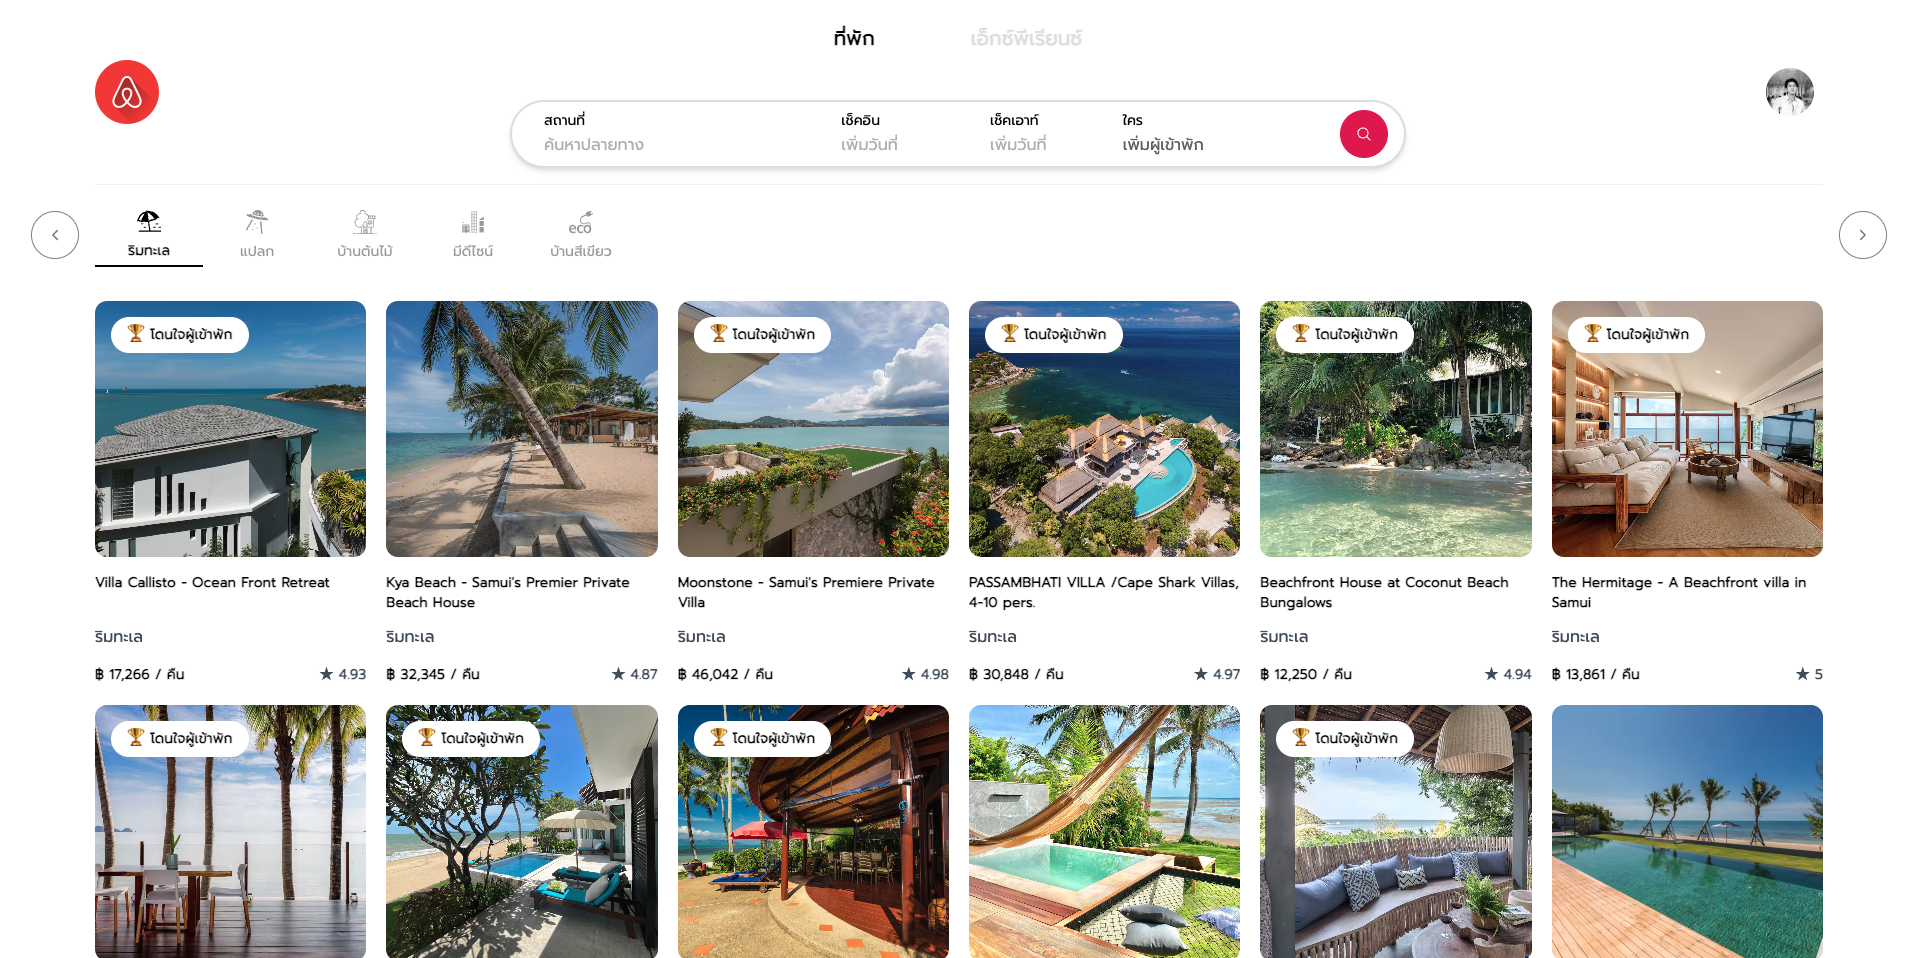 ที่พัก
เอ็กซ์พีเรียนซ์
สถานที่
ค้นหาปลายทาง
เช็คอิน
เพิ่มวันที่
เช็คเอาท์
เพิ่มวันที่
ใคร
เพิ่มผู้เข้าพัก
ริมทะเล
แปลก
บ้านต้นไม้
มีดีไซน์
eco
บ้านสีเขียว
โดนใจผู้เข้าพัก
Villa Callisto - Ocean Front Retreat
ริมทะเล
฿ 17,266 / คืน
★ 4.93
Kya Beach - Samui's Premier Private
Beach House
ริมทะเล
฿ 32,345 / คืน
★ 4.87
โดนใจผู้เข้าพัก
Moonstone - Samui's Premiere Private
Villa
ริมทะเล
฿ 46,042 / คืน
★ 4.98
โดนใจผู้เข้าพัก
PASSAMBHATI VILLA /Cape Shark Villas,
4-10 pers.
ริมทะเล
฿ 30,848 / คืน
★ 4.97
โดนใจผู้เข้าพัก
Beachfront House at Coconut Beach
Bungalows
ริมทะเล
฿ 12,250 / คืน
★ 4.94
โดนใจผู้เข้าพัก
The Hermitage - A Beachfront villa in
Samui
ริมทะเล
฿ 13,861 / คืน
★ 5
โดนใจผู้เข้าพัก
โดนใจผู้เข้าพัก
โดนใจผู้เข้าพัก
โดนใจผู้เข้าพัก